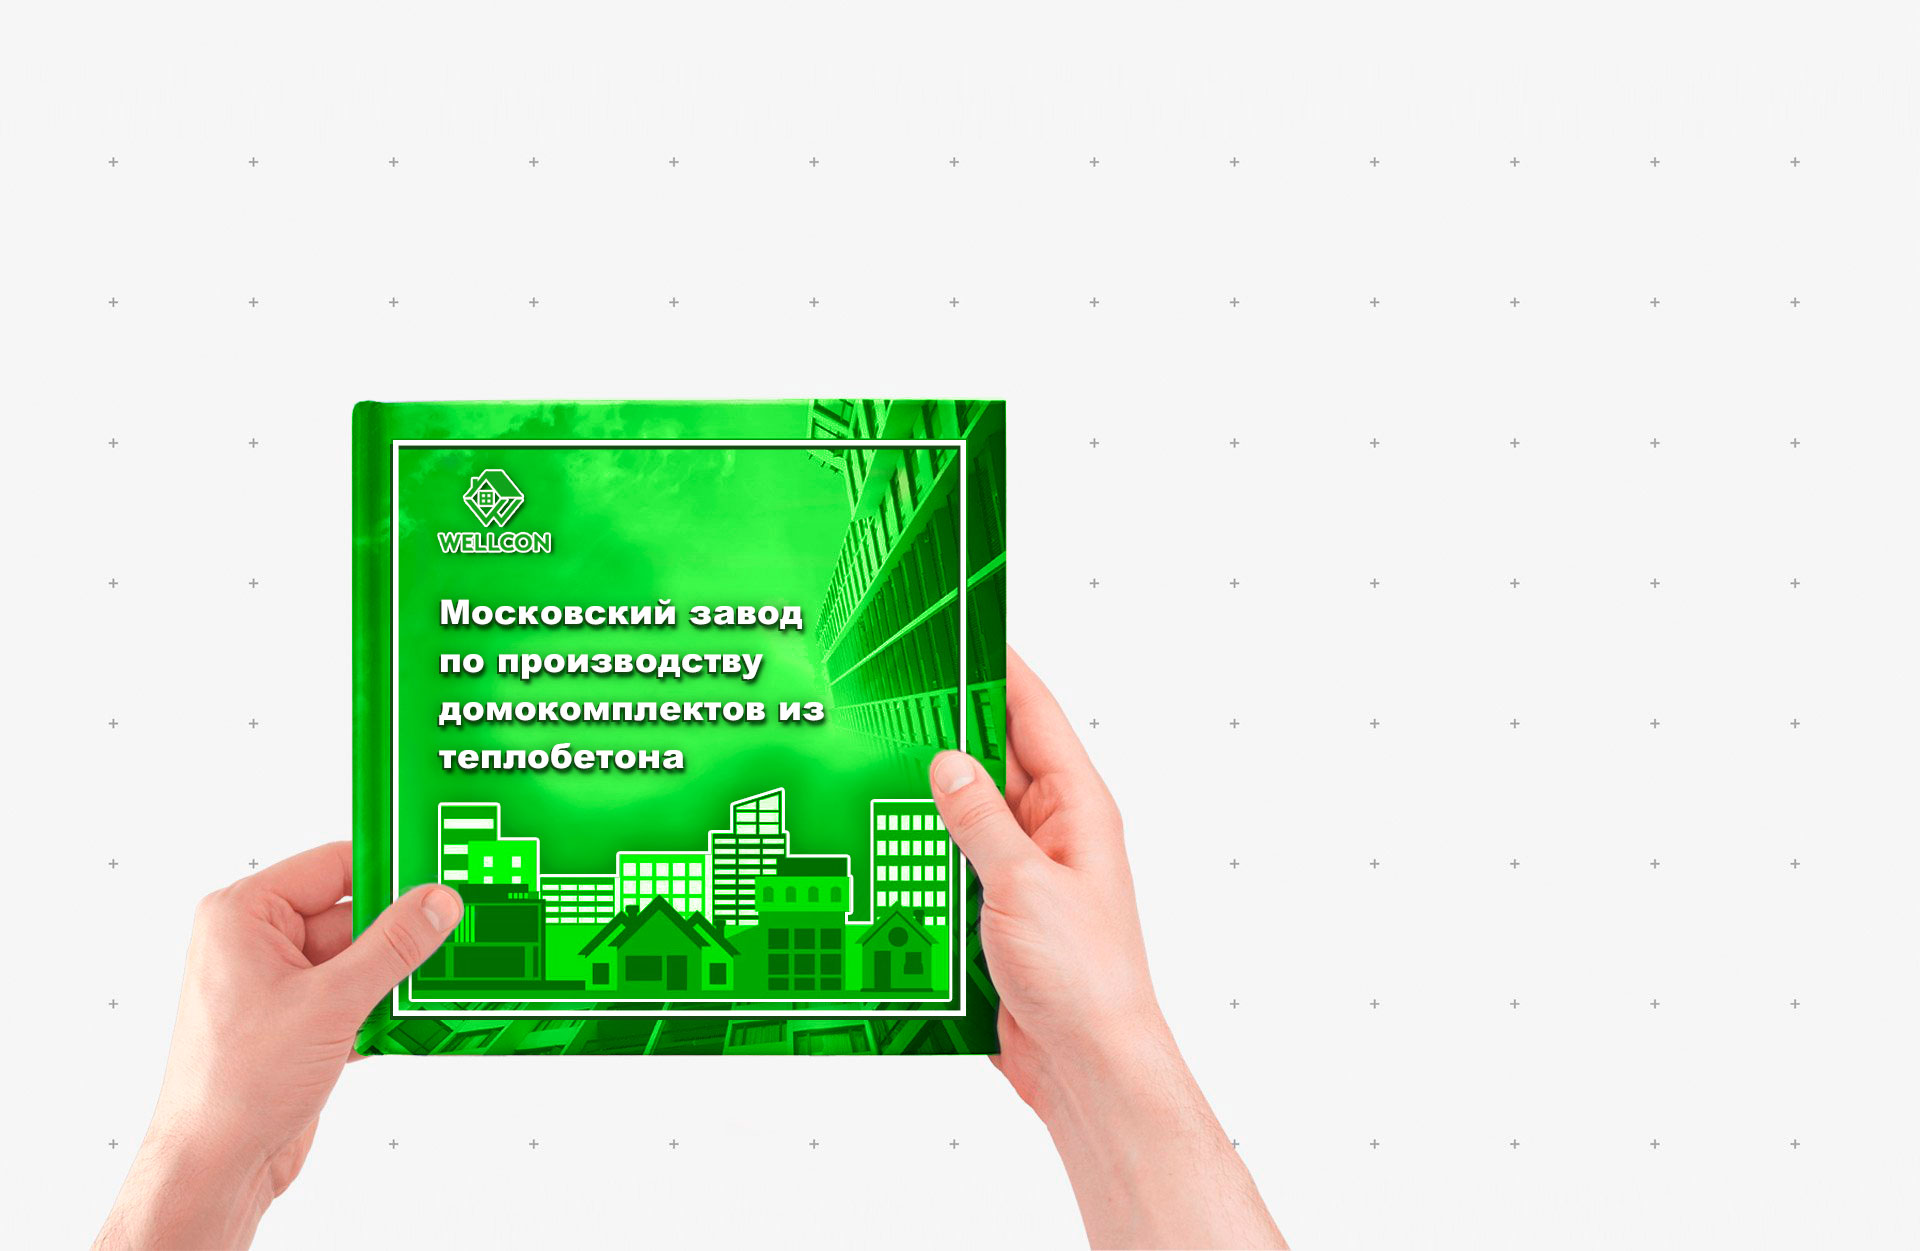 WELLCON
Московский завод
по производству
домокомплектов из
теплобетона